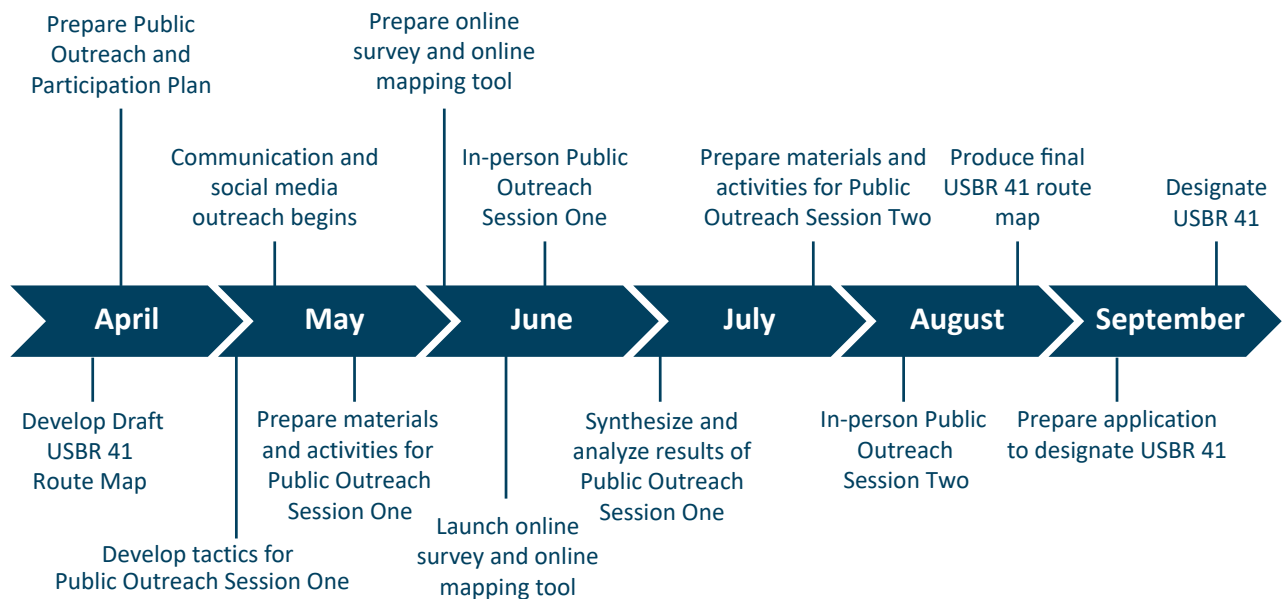 Prepare Public
Outreach and
Participation Plan
Communication and
social media
outreach begins
Prepare online
survey and online
mapping tool
In-person Public
Outreach
Session One
Prepare materials and
activities for Public
Outreach Session Two
Produce final
USBR 41 route
map
Designate
USBR 41
April
May
June
July
August
September
Develop Draft
USBR 41
Route Map
Develop tactics for
Public Outreach Session One
Prepare materials
and activities for
Public Outreach
Session One
Launch online
survey and online
mapping tool
Synthesize and
analyze results of
Public Outreach
Session One
In-person Public
Outreach
Session Two
Prepare application
to designate USBR 41